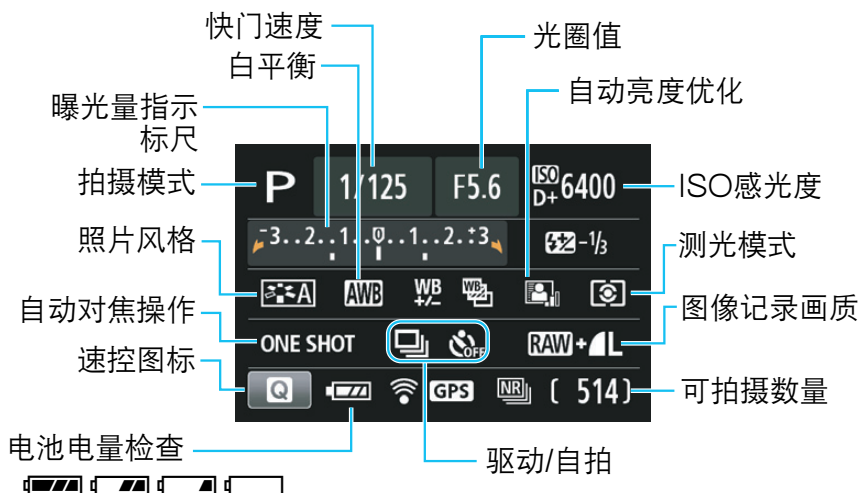 快门速度
光圈值
白平衡
自动亮度优化
曝光量指示
标尺
拍摄模式
P 1/125 F5.6 ISO D+ 6400
ISO感光度
-3..2..1..0..1..2.:+3 -1/3
照片风格
测光模式
A AWB WB +/- WB
自动对焦操作
图像记录画质
ONE SHOT OFF RAW+L
速控图标
Q GPS NR [ 514]
可拍摄数量
电池电量检查
驱动/自拍